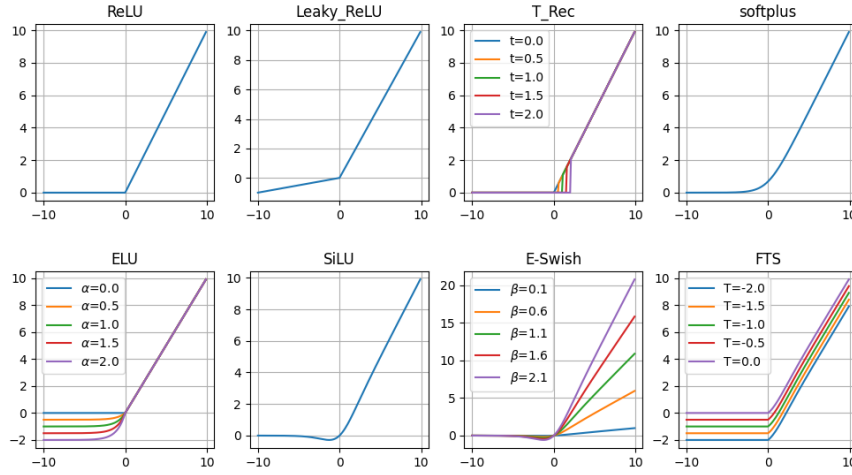 ReLU
10
8
6
4
2
0
−10
0
10
Leaky_ReLU
10
8
6
4
2
0
−10
0
10
T_Rec
10
8
6
4
2
0
t=0.0
t=0.5
t=1.0
t=1.5
t=2.0
−10
0
10
softplus
10
8
6
4
2
0
−10
0
10
ELU
10
8
6
4
2
0
−2
α=0.0
α=0.5
α=1.0
α=1.5
α=2.0
−10
0
10
SiLU
10
8
6
4
2
0
−10
0
10
E-Swish
20
15
10
5
0
β=0.1
β=0.6
β=1.1
β=1.6
β=2.1
−10
0
10
FTS
10
8
6
4
2
0
−2
T=-2.0
T=-1.5
T=-1.0
T=-0.5
T=0.0
−10
0
10